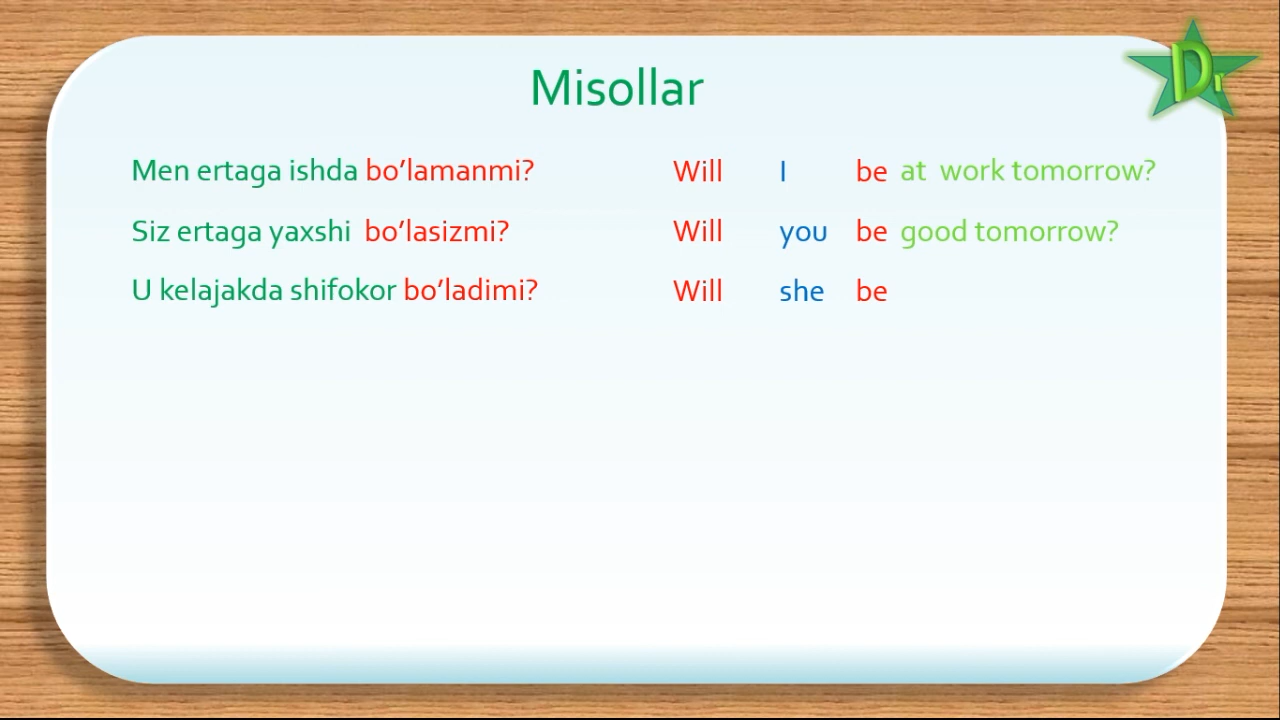 Misollar
Dr
Men ertaga ishda bo’lamanmi? Will I be at work tomorrow?
Siz ertaga yaxshi bo’lasizmi? Will you be good tomorrow?
U kelajakda shifokor bo’ladimi? Will she be